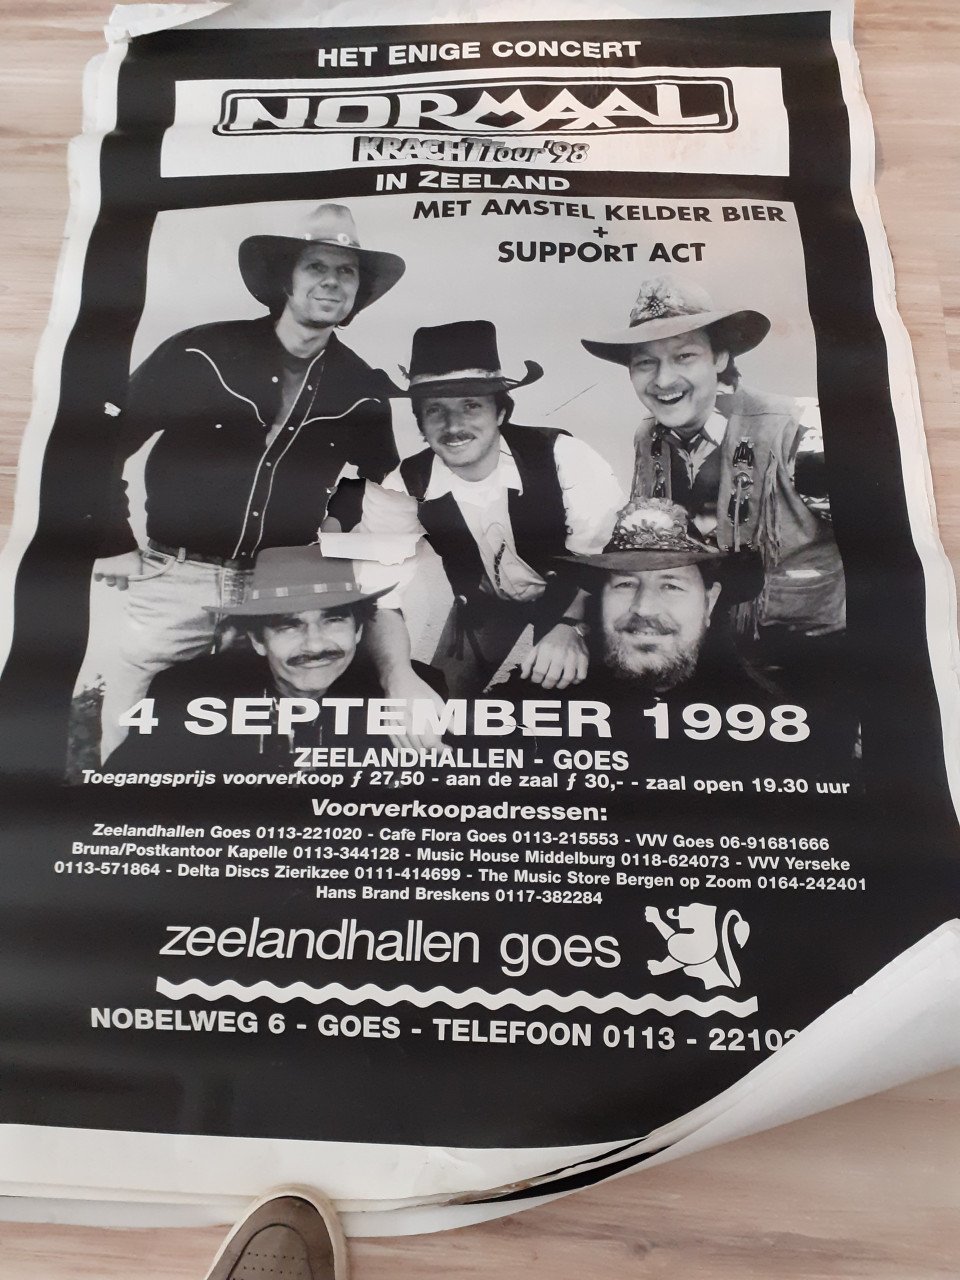 HET ENIGE CONCERT
NORMAAL
KRACHTTour'98
IN ZEELAND
MET AMSTEL KELDER BIER
+
SUPPORT ACT
4 SEPTEMBER 1998
ZEELANDHALLEN - GOES
Toegangsprijs voorverkoop ƒ 27,50 - aan de zaal ƒ 30,- - zaal open 19.30 uur
Voorverkoopadressen:
Zeelandhallen Goes 0113-221020 - Cafe Flora Goes 0113-215553 - VVV Goes 06-91681666
Bruna/Postkantoor Kapelle 0113-344128 - Music House Middelburg 0118-624073 - VVV Yerseke
0113-571864 - Delta Discs Zierikzee 0111-414699 - The Music Store Bergen op Zoom 0164-242401
Hans Brand Breskens 0117-382284
zeelandhallen goes
NOBELWEG 6 - GOES - TELEFOON 0113 - 22102